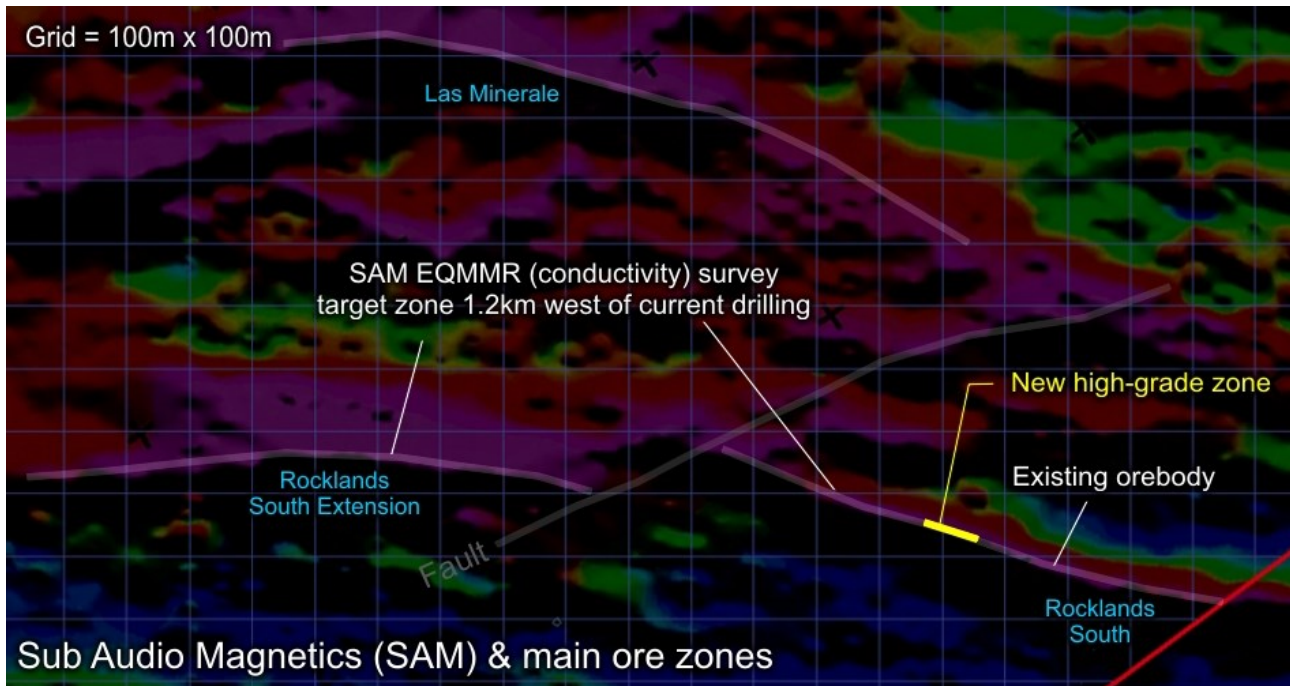 Grid = 100m x 100m
Las Minerale
SAM EQMMR (conductivity) survey
target zone 1.2km west of current drilling
New high-grade zone
Existing orebody
Rocklands
South Extension
Fault
Rocklands
South
Sub Audio Magnetics (SAM) & main ore zones